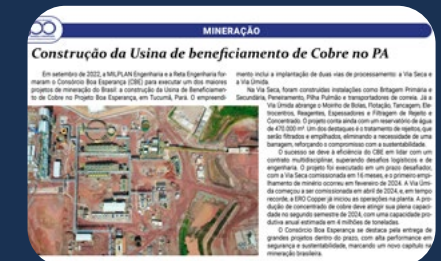 MINERAÇÃO
Construção da Usina de beneficiamento de Cobre no PA
Em setembro de 2022, a MILPLAN Engenharia e a Reta Engenharia for-
maram o Consórcio Boa Esperança (CBE) para executar um dos maiores
projetos de mineração do Brasil: a construção da Usina de Beneficiamen-
to de Cobre no Projeto Boa Esperança, em Tucumã, Pará. O empreendi-
mento inclui a implantação de duas vias de processamento: a Via Seca e
a Via Úmida.
Na Via Seca, foram construídas instalações como Britagem Primária e
Secundária, Peneiramento, Pilha Pulmão e transportadores de correia. Já a
Via Úmida abrange o Moinho de Bolas, Flotação, Tancagem, Ele-
trocentros, Reagentes, Espessadores e Filtragem de Rejeito e
Concentrado. O projeto conta ainda com um reservatório de água
de 470.000 m³. Um dos destaques é o tratamento de rejeitos, que
serão filtrados e empilhados, eliminando a necessidade de uma
barragem, reforçando o compromisso com a sustentabilidade.
O sucesso se deve à eficiência do CBE em lidar com um
contrato multidisciplinar, superando desafios logísticos e de
engenharia. O projeto foi executado em um prazo desafiador,
com a Via Seca comissionada em 16 meses, e o primeiro empi-
lhamento de minério ocorreu em fevereiro de 2024. A Via Úmi-
da começou a ser comissionada em abril de 2024 e, em tempo
recorde, a ERO Copper já iniciou as operações na planta. A pro-
dução de concentrado de cobre deve atingir sua plena capaci-
dade no segundo semestre de 2024, com uma capacidade pro-
dutiva anual estimada em 4 milhões de toneladas.
O Consórcio Boa Esperança se destaca pela entrega de
grandes projetos dentro do prazo, com alta performance em
segurança e sustentabilidade, marcando um novo capítulo na
mineração brasileira.